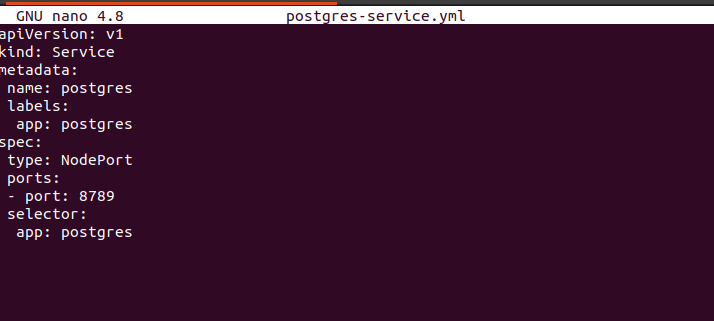 GNU nano 4.8 postgres-service.yml
apiVersion: v1
kind: Service
metadata:
 name: postgres
 labels:
  app: postgres
spec:
 type: NodePort
 ports:
 - port: 8789
 selector:
  app: postgres